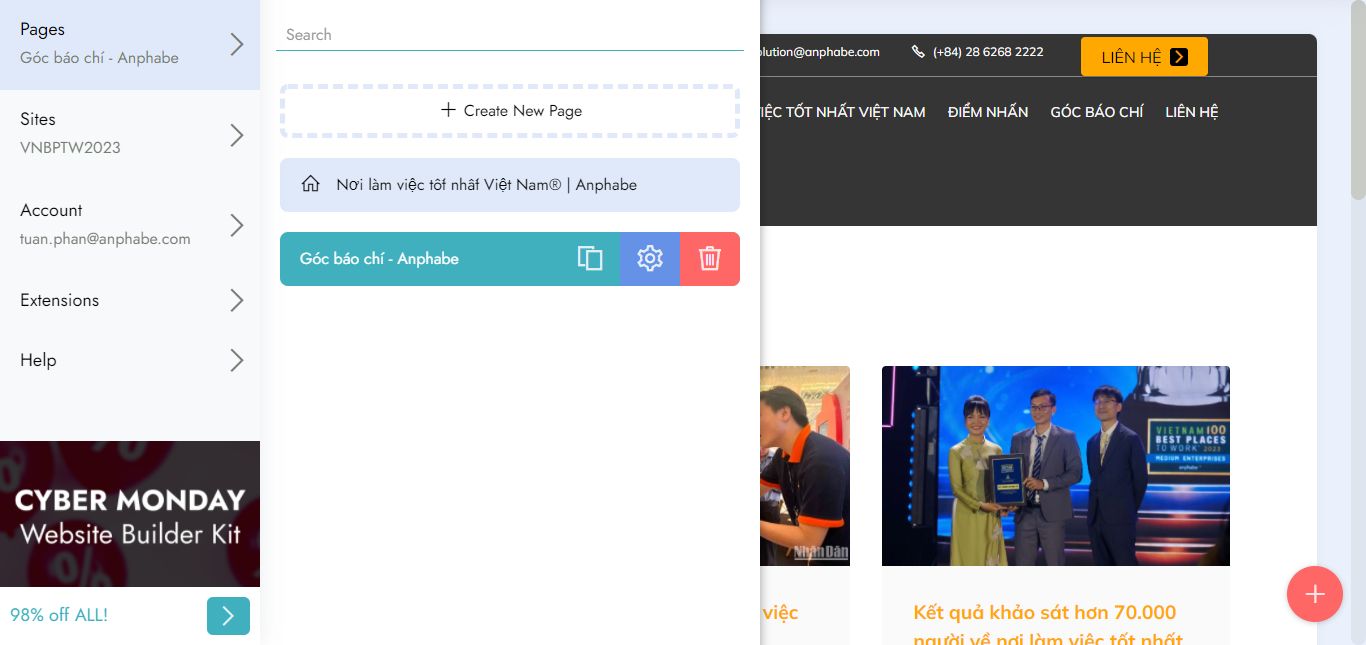 Pages
Góc báo chí - Anphabe
Sites
VNBPTW2023
Account
tuan.phan@anphabe.com
Extensions
Help
CYBER MONDAY
Website Builder Kit
98% off ALL!
Search
Create New Page
Nơi làm việc tốt nhất Việt Nam® | Anphabe
Góc báo chí - Anphabe
olution@anphabe.com
(+84) 28 6268 2222
LIÊN HỆ
VIỆC TỐT NHẤT VIỆT NAM
ĐIỂM NHẤN
GÓC BÁO CHÍ
LIÊN HỆ
NhânDân
VIETNAM 100
BEST PLACES
TO WORK 2023
MEDIUM ENTERPRISES
anphabe
việc
Kết quả khảo sát hơn 70.000
người về nơi làm việc tốt nhất